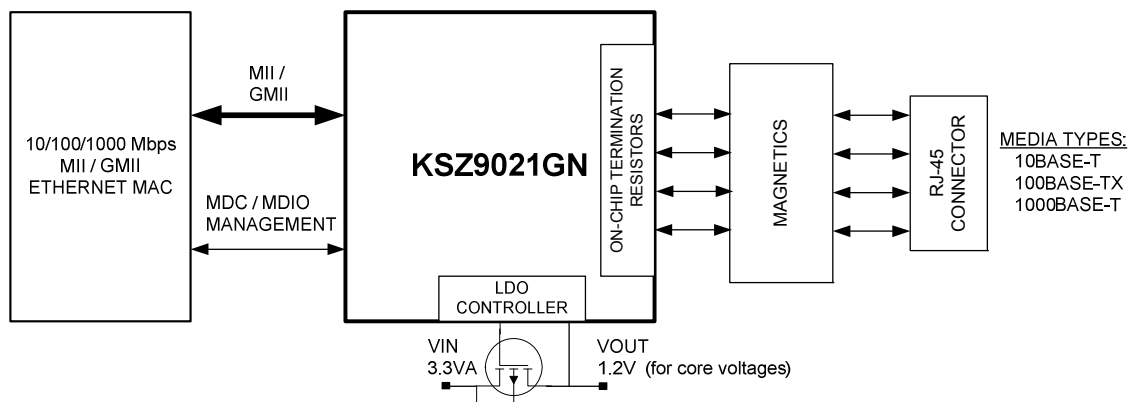 10/100/1000 Mbps
MII / GMII
ETHERNET MAC
MII /
GMII
MDC / MDIO
MANAGEMENT
KSZ9021GN
ON-CHIP TERMINATION
RESISTORS
LDO
CONTROLLER
VIN
3.3VA
VOUT
1.2V (for core voltages)
MAGNETICS
RJ-45
CONNECTOR
MEDIA TYPES:
10BASE-T
100BASE-TX
1000BASE-T